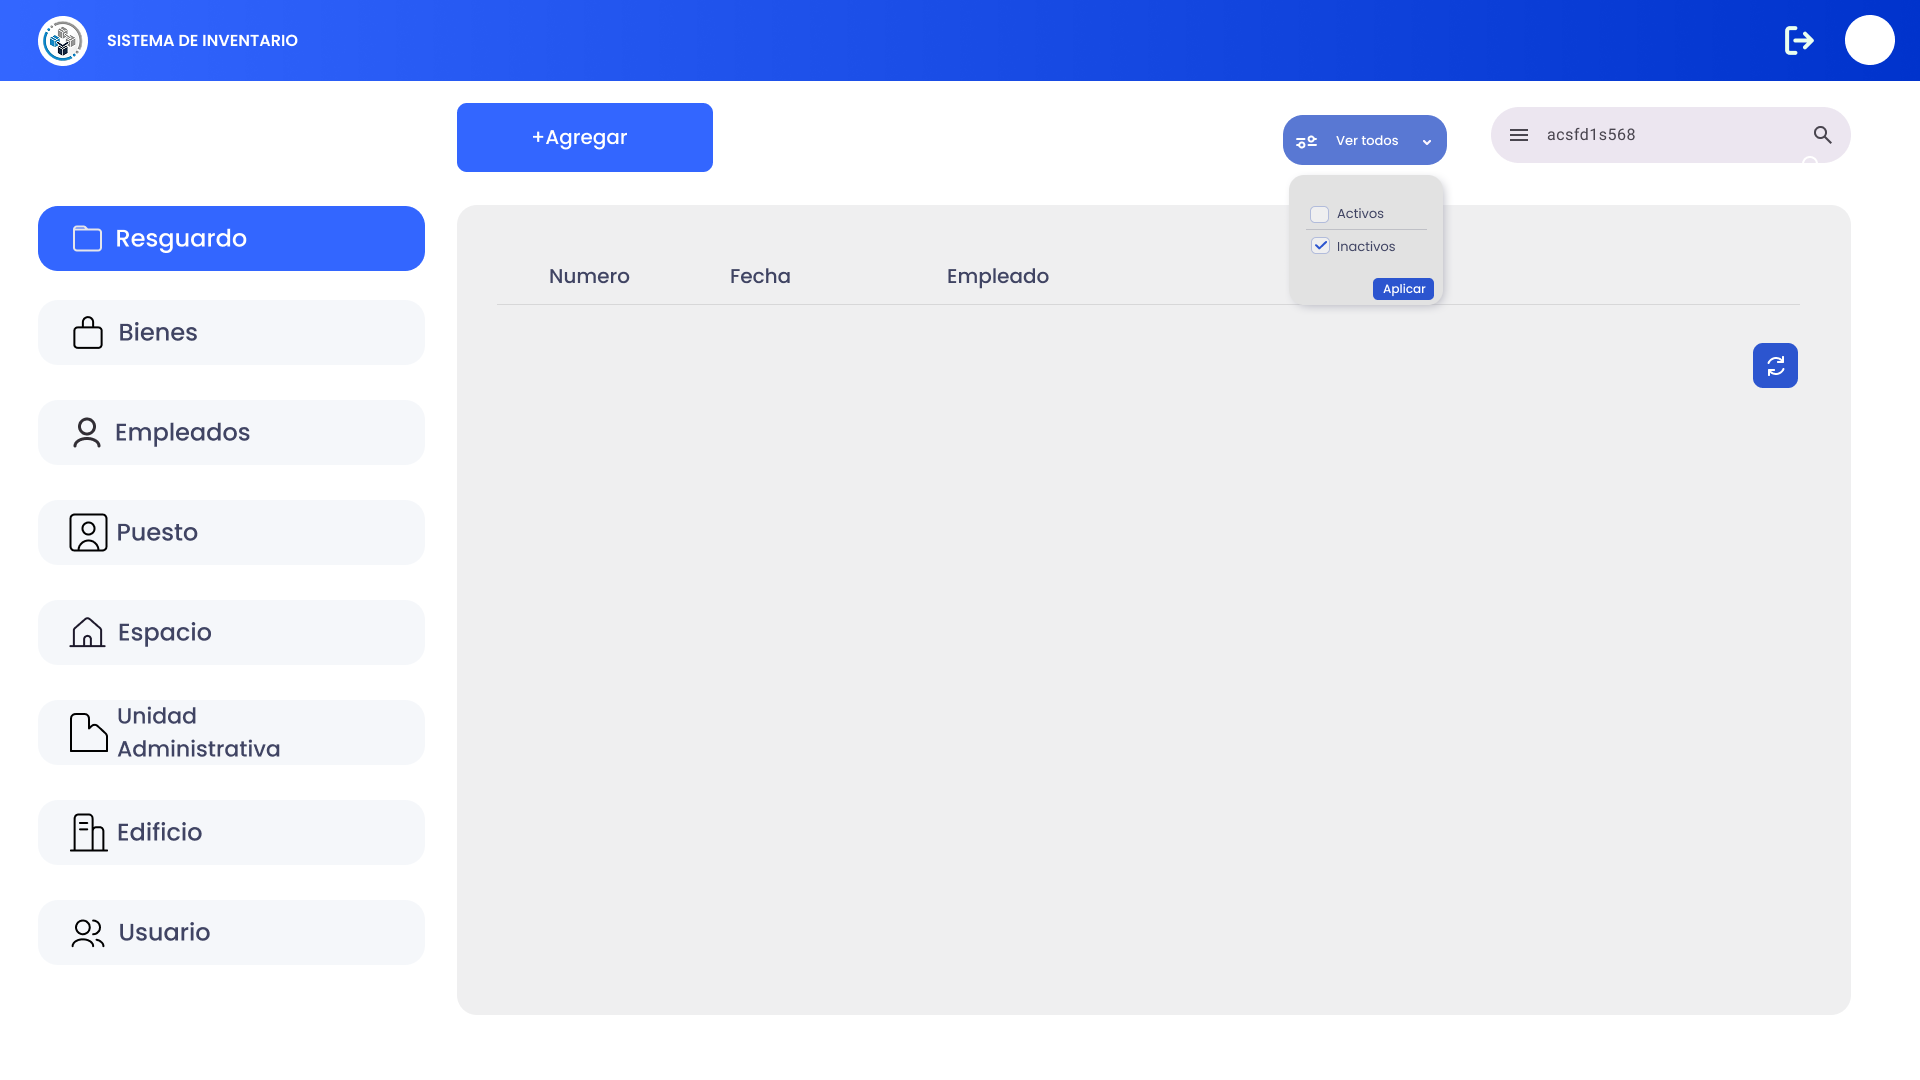 SISTEMA DE INVENTARIO
+Agregar
Ver todos
acsfd1s568
Activos
Inactivos
Aplicar
Resguardo
Bienes
Empleados
Puesto
Espacio
Unidad
Administrativa
Edificio
Usuario
Numero Fecha Empleado